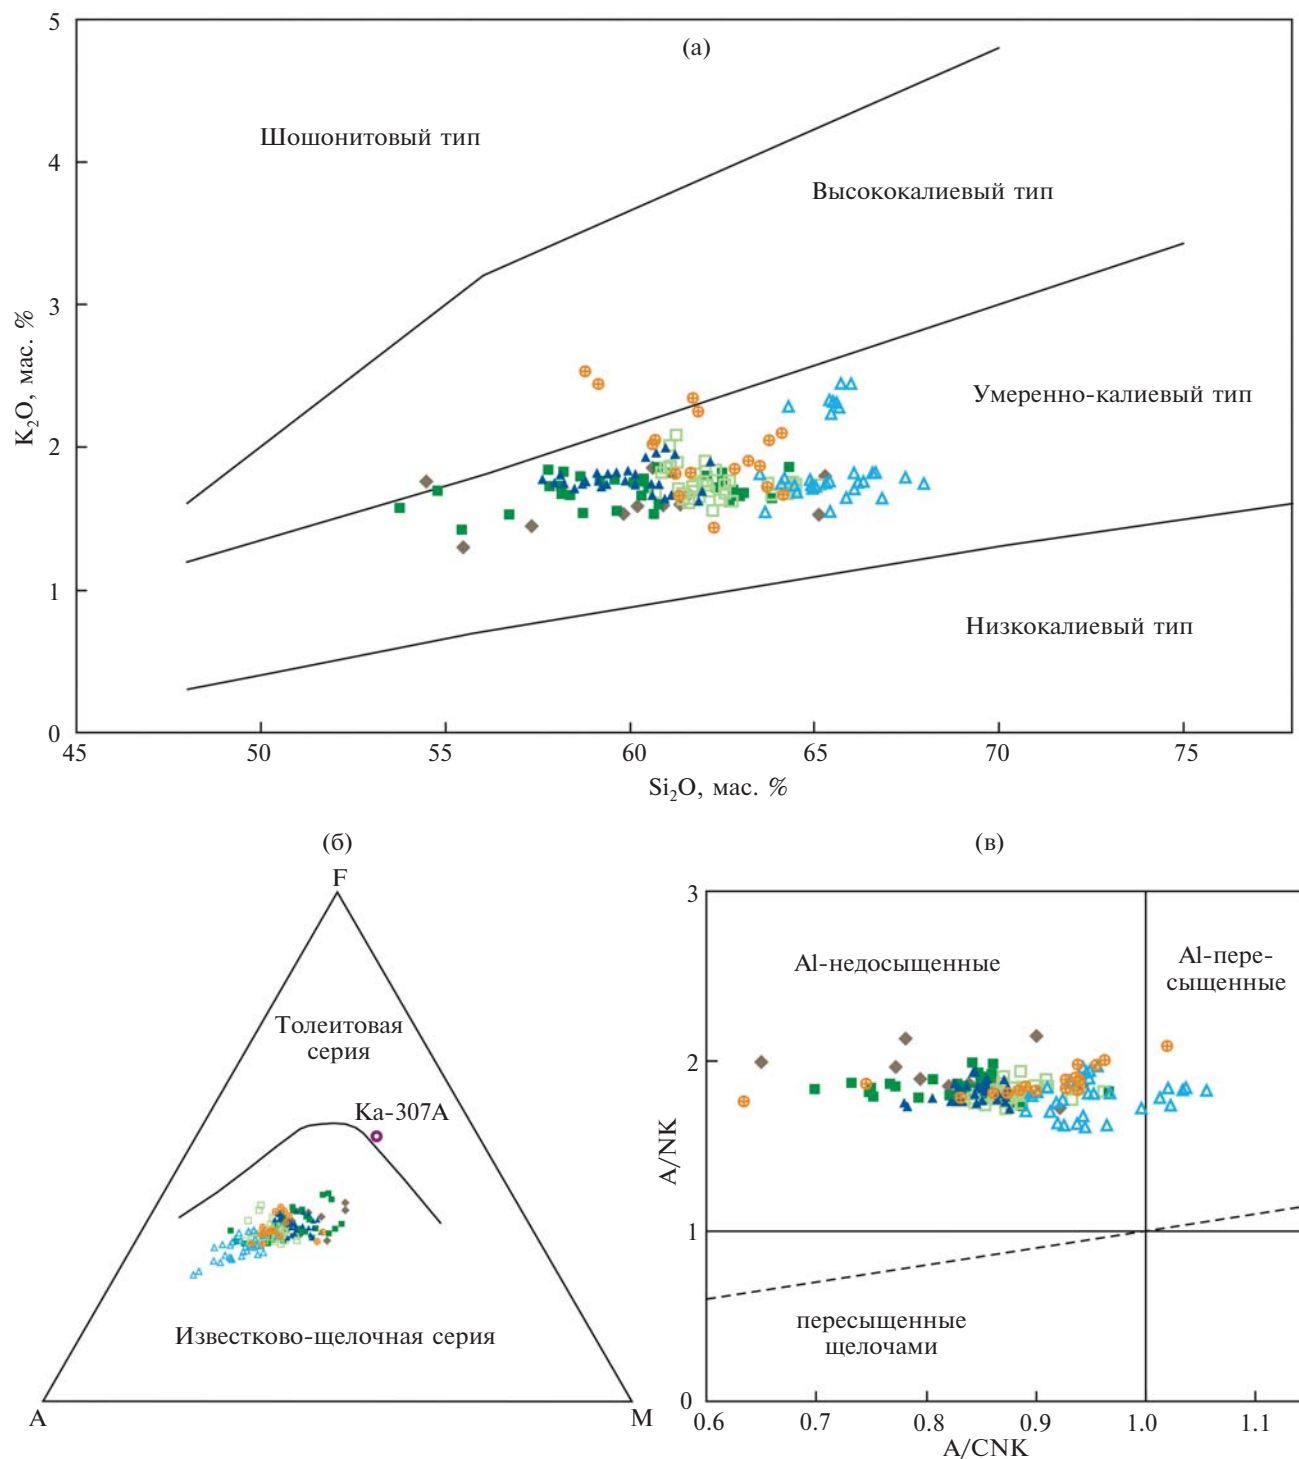 (а)
5
4
3
2
1
0
K₂O, мас. %
Шошонитовый тип
Высококалиевый тип
Умеренно-калиевый тип
Низкокалиевый тип
45
50
55
60
65
70
75
Si₂O, мас. %
(б)
F
Толеитовая
серия
Ka-307A
Известково-щелочная серия
A
M
(в)
3
2
1
0
A/NK
Al-недосыщенные
Al-пере-
сыщенные
пересыщенные
щелочами
0.6
0.7
0.8
0.9
1.0
1.1
A/CNK